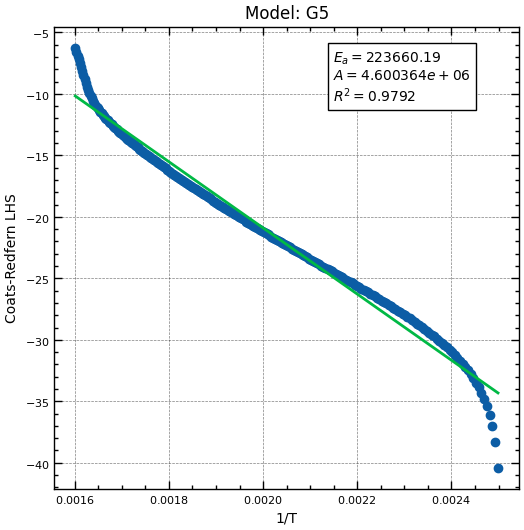 Model: G5
−5
−10
−15
−20
−25
−30
−35
−40
Coats-Redfern LHS
E_a = 223660.19
A = 4.600364e + 06
R² = 0.9792
0.0016 0.0018 0.0020 0.0022 0.0024
1/T